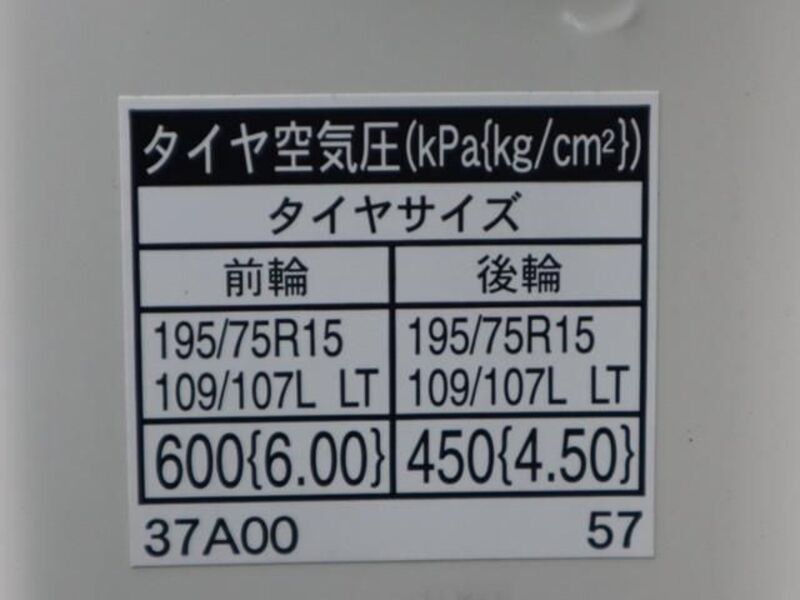 タイヤ空気圧(kPa{kg/cm²})
タイヤサイズ
前輪 後輪
195/75R15 195/75R15
109/107L LT 109/107L LT
600{6.00} 450{4.50}
37A00 57